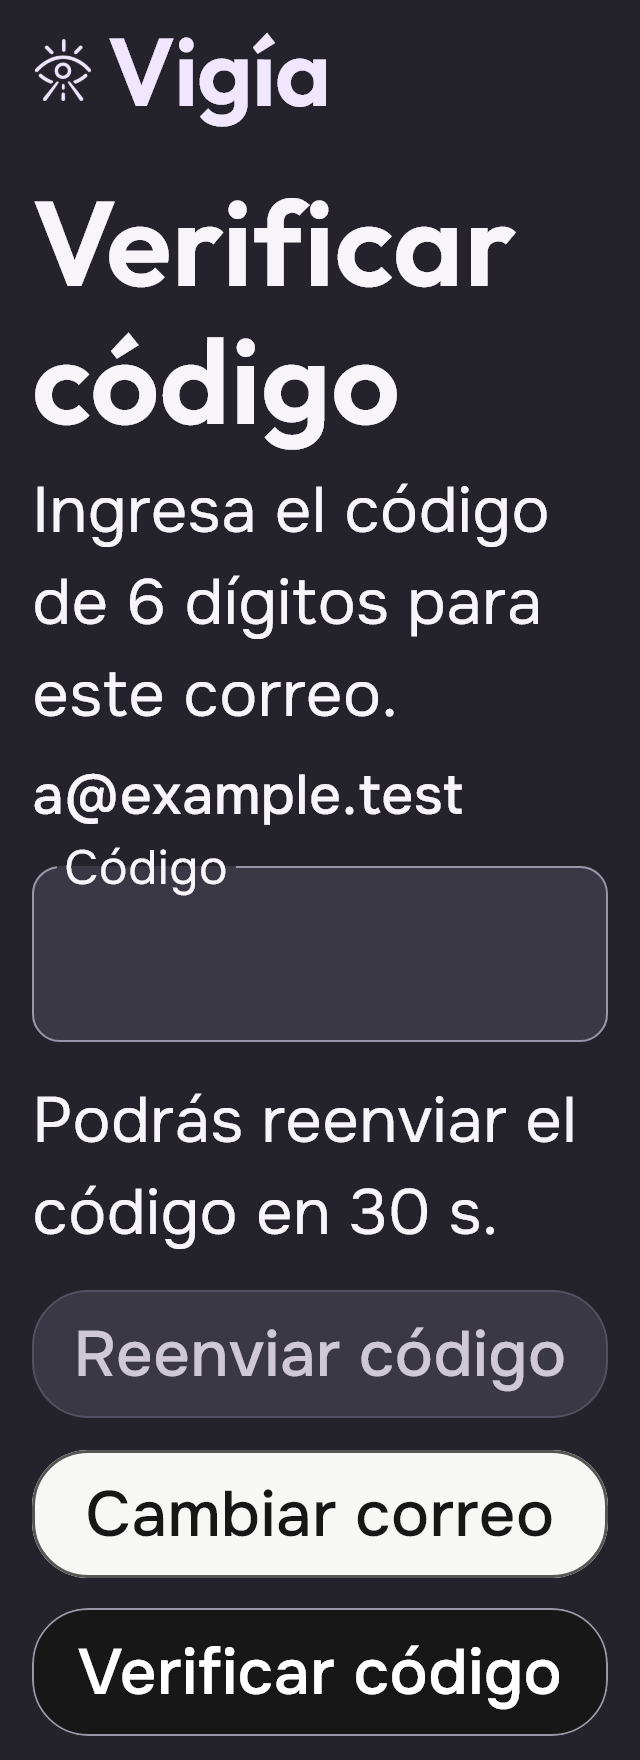 Vigía
Verificar
código
Ingresa el código
de 6 dígitos para
este correo.
a@example.test
Código
Podrás reenviar el
código en 30 s.
Reenviar código
Cambiar correo
Verificar código